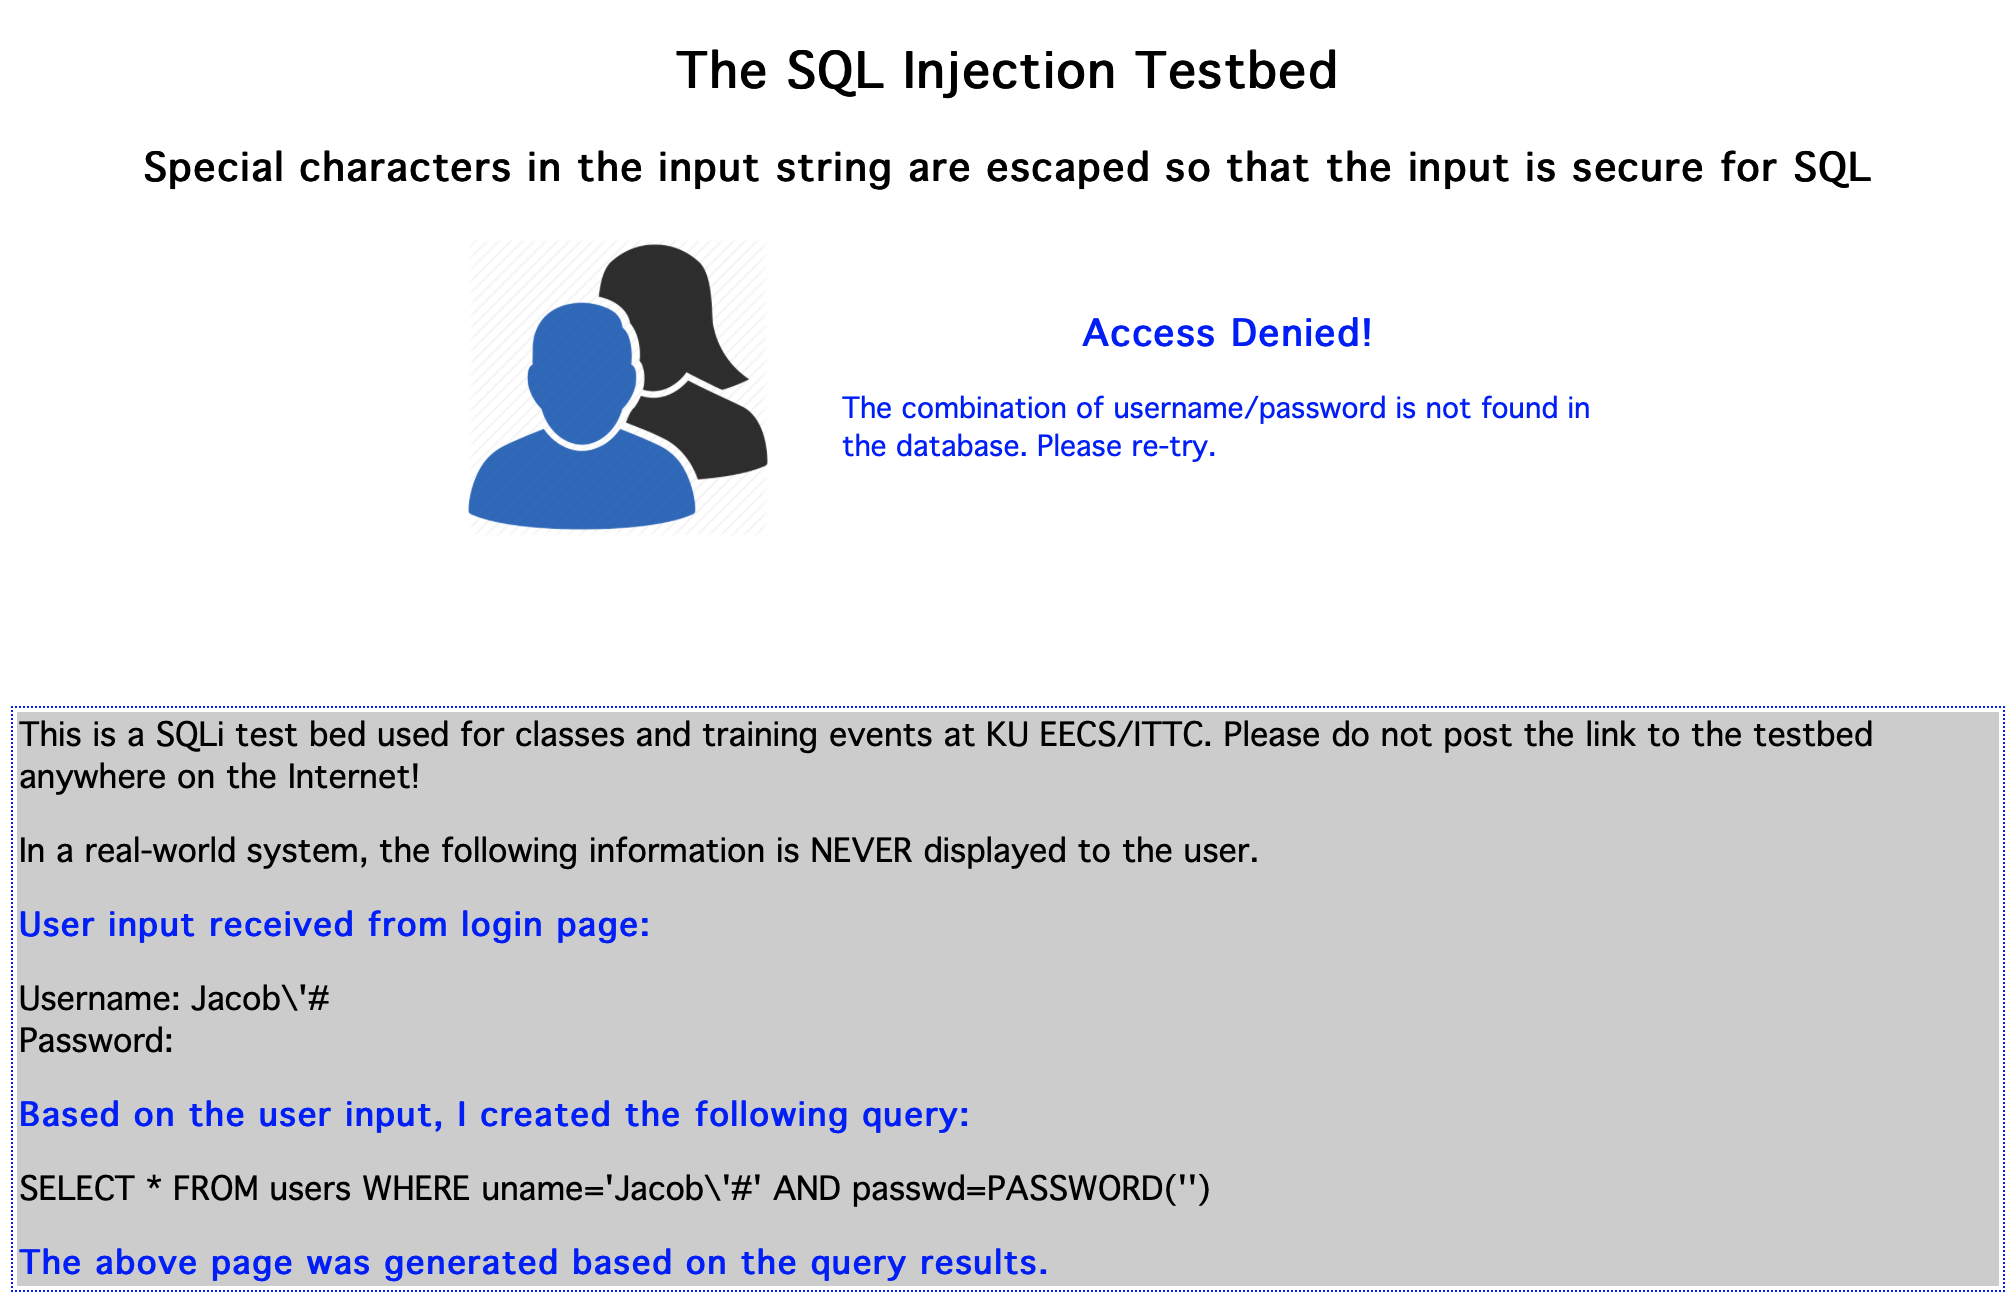 The SQL Injection Testbed
Special characters in the input string are escaped so that the input is secure for SQL
Access Denied!
The combination of username/password is not found in
the database. Please re-try.
This is a SQLi test bed used for classes and training events at KU EECS/ITTC. Please do not post the link to the testbed
anywhere on the Internet!
In a real-world system, the following information is NEVER displayed to the user.
User input received from login page:
Username: Jacob\'#
Password:
Based on the user input, I created the following query:
SELECT * FROM users WHERE uname='Jacob\'#' AND passwd=PASSWORD('')
The above page was generated based on the query results.